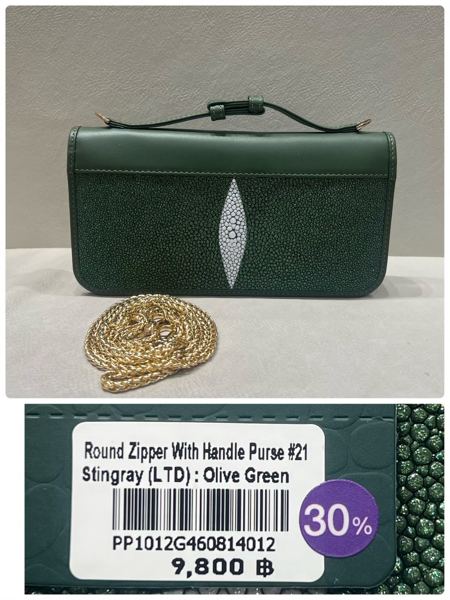 Round Zipper With Handle Purse #21
Stingray (LTD) : Olive Green
PP1012G460814012
9,800 ฿
30%